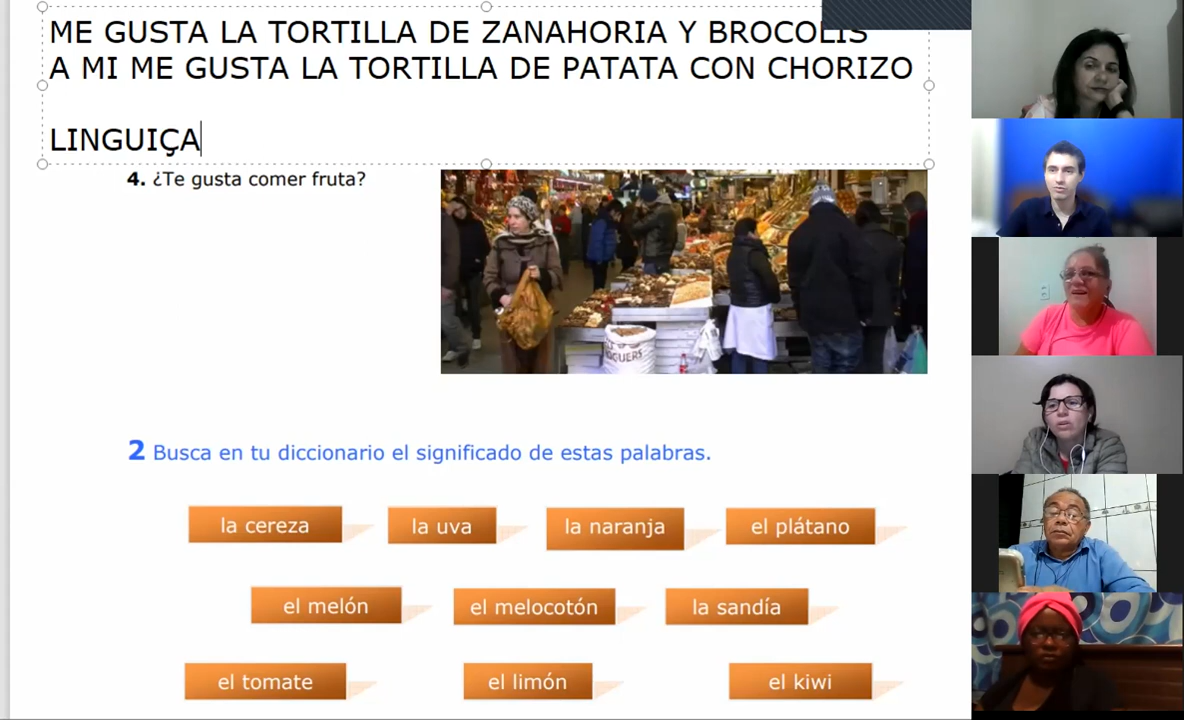 ME GUSTA LA TORTILLA DE ZANAHORIA Y BROCOLIS
A MI ME GUSTA LA TORTILLA DE PATATA CON CHORIZO
LINGUIÇA
4. ¿Te gusta comer fruta?
2 Busca en tu diccionario el significado de estas palabras.
la cereza
la uva
la naranja
el plátano
el melón
el melocotón
la sandía
el tomate
el limón
el kiwi